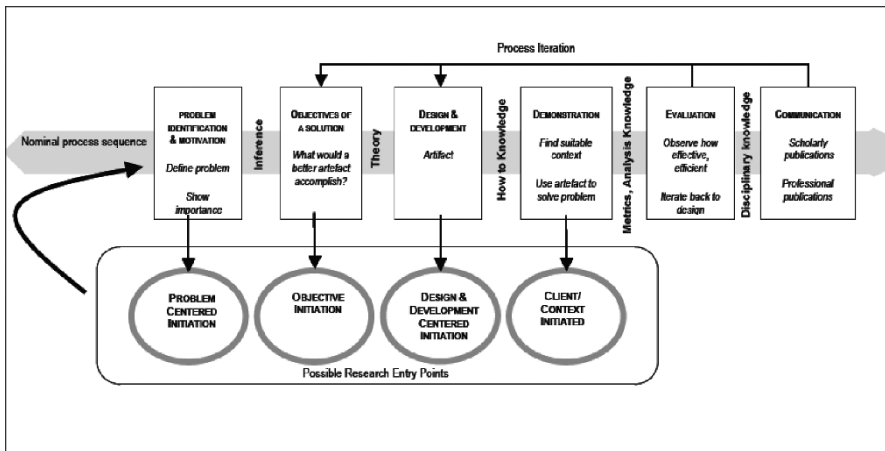 Process Iteration
Nominal process sequence
PROBLEM
IDENTIFICATION
& MOTIVATION
Define problem
Show
importance
Inference
OBJECTIVES OF
A SOLUTION
What would a
better artefact
accomplish?
Theory
DESIGN &
DEVELOPMENT
Artifact
How to Knowledge
DEMONSTRATION
Find suitable
context
Use artefact to
solve problem
Metrics, Analysis Knowledge
EVALUATION
Observe how
effective,
efficient
Iterate back to
design
Disciplinary knowledge
COMMUNICATION
Scholarly
publications
Professional
publications
PROBLEM
CENTERED
INITIATION
OBJECTIVE
INITIATION
DESIGN &
DEVELOPMENT
CENTERED
INITIATION
CLIENT/
CONTEXT
INITIATED
Possible Research Entry Points